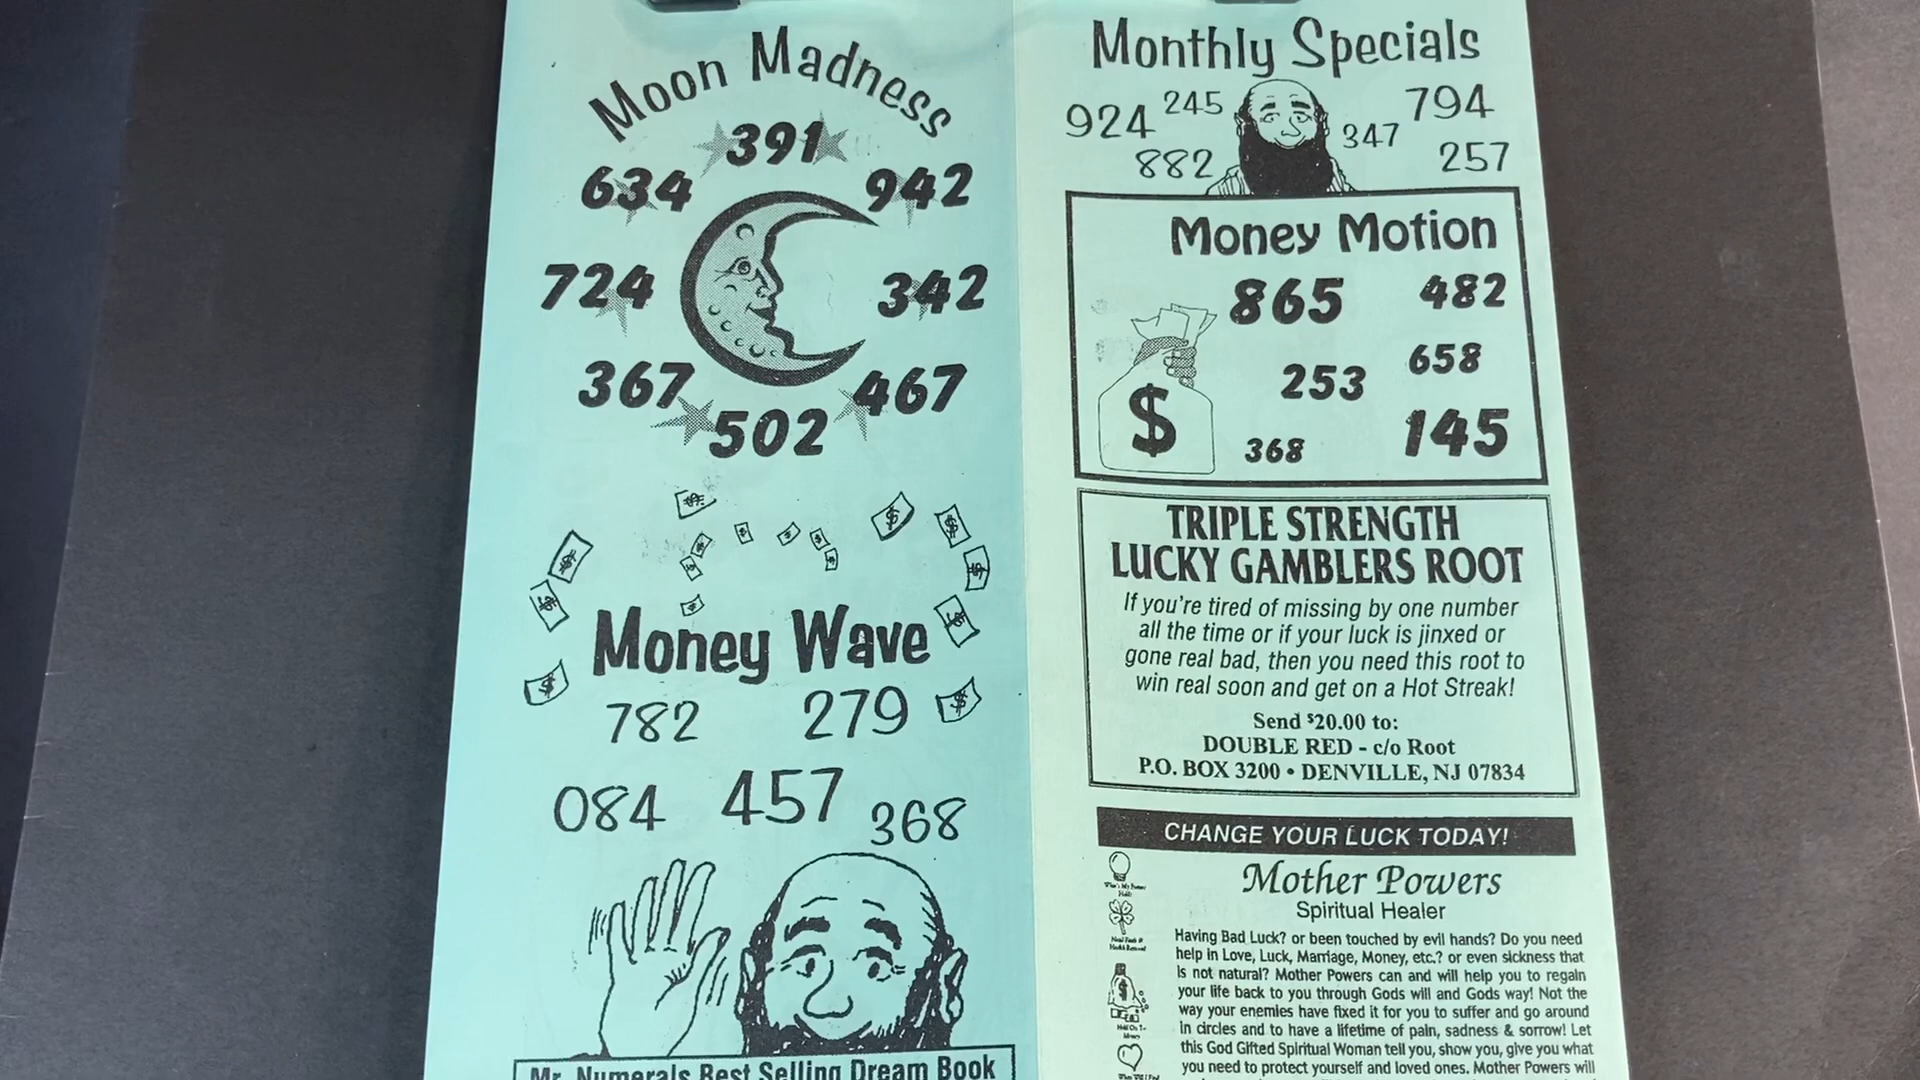 Moon Madness
391
634
942
724
342
367
467
502
Money Wave
782 279
084 457 368
Mr. Numerals Best Selling Dream Book
Monthly Specials
924 245 347 794
882 257
Money Motion
865 482
253 658
368 145
$
TRIPLE STRENGTH
LUCKY GAMBLERS ROOT
If you're tired of missing by one number
all the time or if your luck is jinxed or
gone real bad, then you need this root to
win real soon and get on a Hot Streak!
Send $20.00 to:
DOUBLE RED - c/o Root
P.O. BOX 3200 • DENVILLE, NJ 07834
CHANGE YOUR LUCK TODAY!
Mother Powers
Spiritual Healer
Having Bad Luck? or been touched by evil hands? Do you need
help in Love, Luck, Marriage, Money, etc.? or even sickness that
is not natural? Mother Powers can and will help you to regain
your life back to you through Gods will and Gods way! Not the
way your enemies have fixed it for you to suffer and go around
in circles and to have a lifetime of pain, sadness & sorrow! Let
this God Gifted Spiritual Woman tell you, show you, give you what
you need to protect yourself and loved ones. Mother Powers will